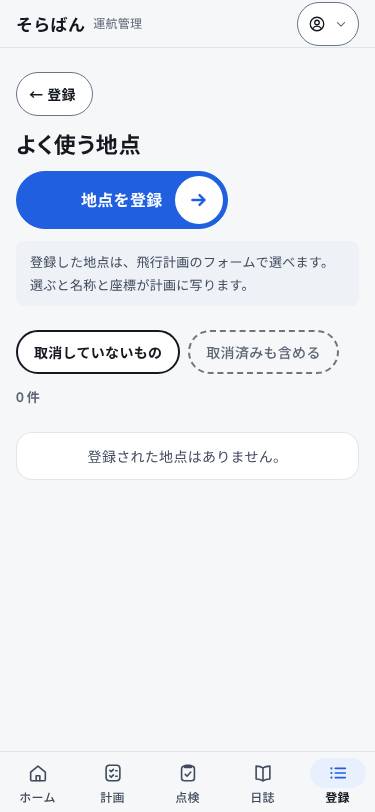 そらばん 運航管理
← 登録
よく使う地点
地点を登録 →
登録した地点は、飛行計画のフォームで選べます。
選ぶと名称と座標が計画に写ります。
取消していないもの 取消済みも含める
0 件
登録された地点はありません。
ホーム 計画 点検 日誌 登録